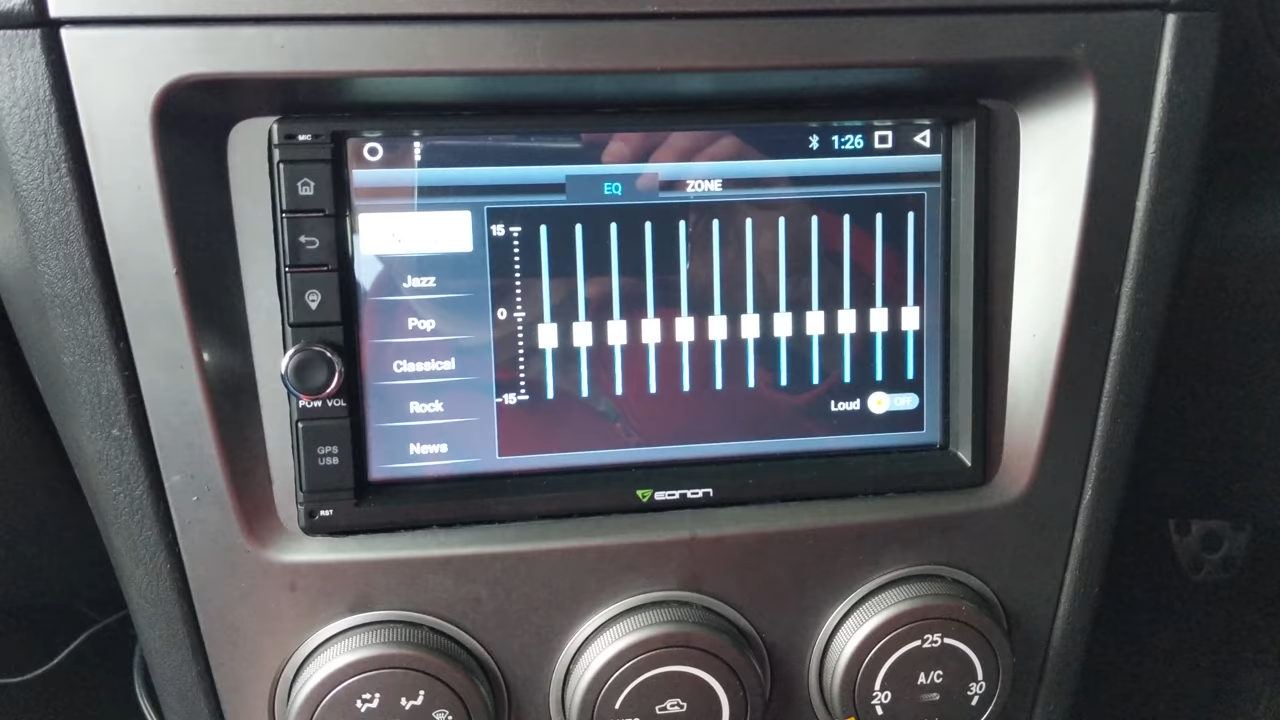 MIC
1:26
EQ
ZONE
15
Jazz
0
Pop
Classical
POW VOL
-15
Rock
Loud
OFF
News
GPS
USB
EONON
RST
25
A/C
20
30